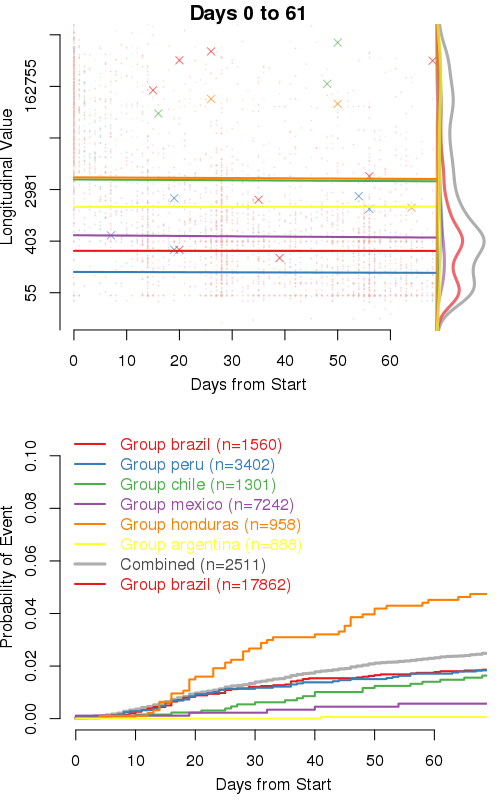 Days 0 to 61
Longitudinal Value
162755
2981
403
55
0 10 20 30 40 50 60
Days from Start
Probability of Event
0.10
0.08
0.06
0.04
0.02
0.00
Group brazil (n=1560)
Group peru (n=3402)
Group chile (n=1301)
Group mexico (n=7242)
Group honduras (n=958)
Group argentina (n=888)
Combined (n=2511)
Group brazil (n=17862)
0 10 20 30 40 50 60
Days from Start